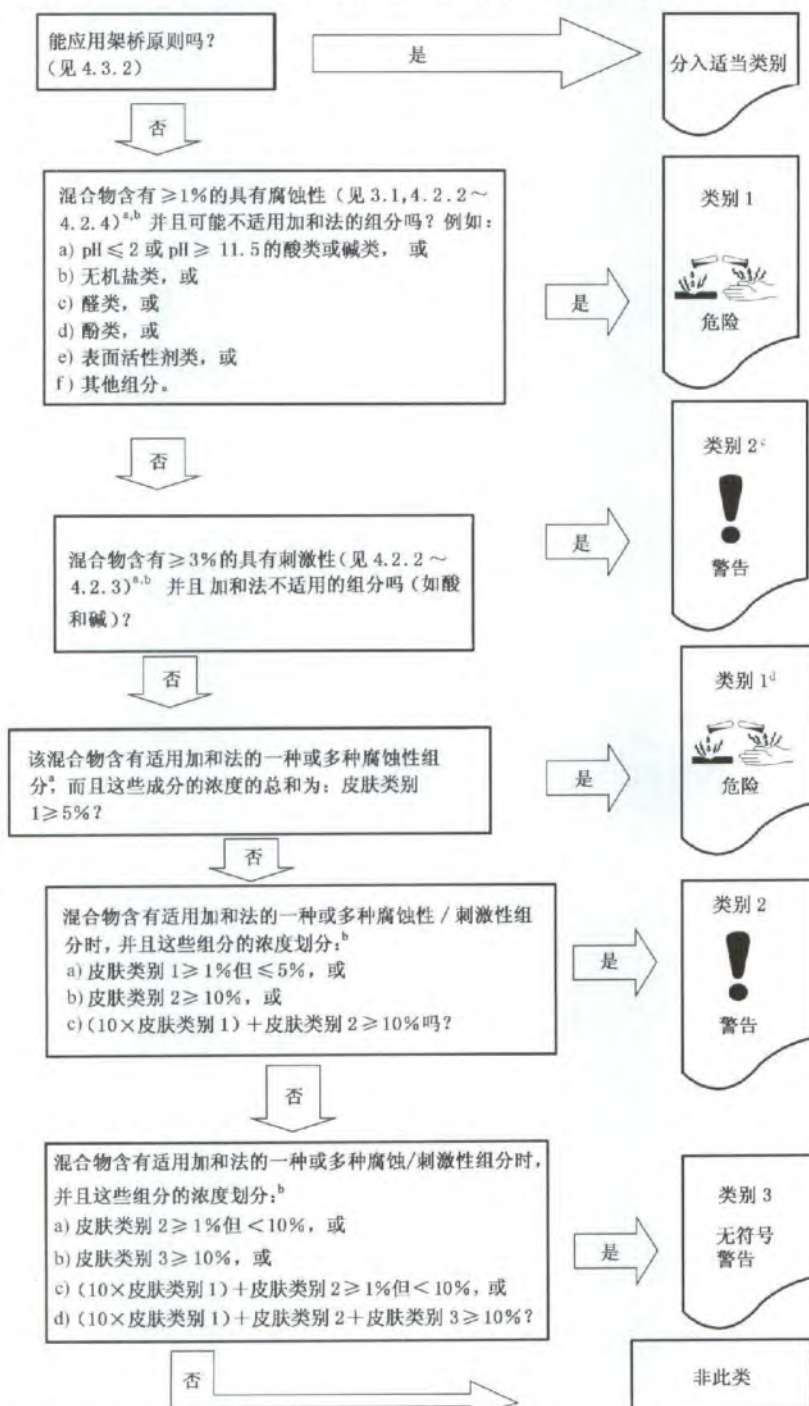 能应用架桥原则吗？
（见 4.3.2）
是
分入适当类别
否
混合物含有≥1%的具有腐蚀性（见 3.1,4.2.2～
4.2.4)a,b 并且可能不适用加和法的组分吗？例如：
a) pH≤2 或 pH≥ 11.5 的酸类或碱类， 或
b) 无机盐类，或
c) 醛类，或
d) 酚类，或
e) 表面活性剂类，或
f) 其他组分。
是
类别 1
危险
否
混合物含有≥3%的具有刺激性(见 4.2.2～
4.2.3)a,b 并且加和法不适用的组分吗（如酸
和碱)？
是
类别 2c
警告
否
该混合物含有适用加和法的一种或多种腐蚀性组
分a，而且这些成分的浓度的总和为：皮肤类别
1≥5%？
是
类别 1d
危险
否
混合物含有适用加和法的一种或多种腐蚀性 / 刺激性组
分时，并且这些组分的浓度划分：b
a) 皮肤类别 1≥1%但≤5%，或
b) 皮肤类别 2≥10%，或
c) (10×皮肤类别 1)＋皮肤类别 2≥10%吗？
是
类别 2
警告
否
混合物含有适用加和法的一种或多种腐蚀/刺激性组分时，
并且这些组分的浓度划分：b
a) 皮肤类别 2≥1%但＜10%，或
b) 皮肤类别 3≥10%，或
c) (10×皮肤类别 1)＋皮肤类别 2≥1%但＜10%，或
d) (10×皮肤类别 1)＋皮肤类别 2＋皮肤类别 3≥10%？
是
类别 3
无符号
警告
否
非此类